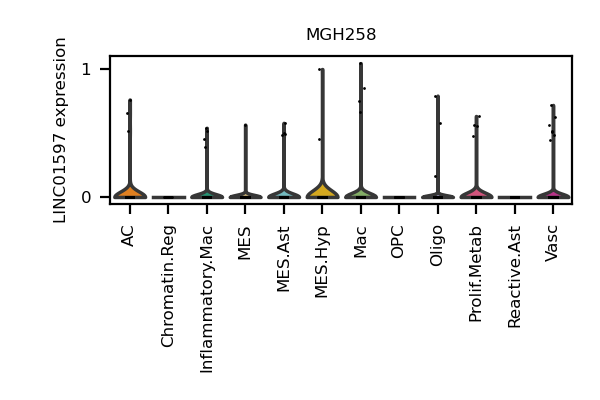 MGH258
LINC01597 expression
1
0
AC
Chromatin.Reg
Inflammatory.Mac
MES
MES.Ast
MES.Hyp
Mac
OPC
Oligo
Prolif.Metab
Reactive.Ast
Vasc